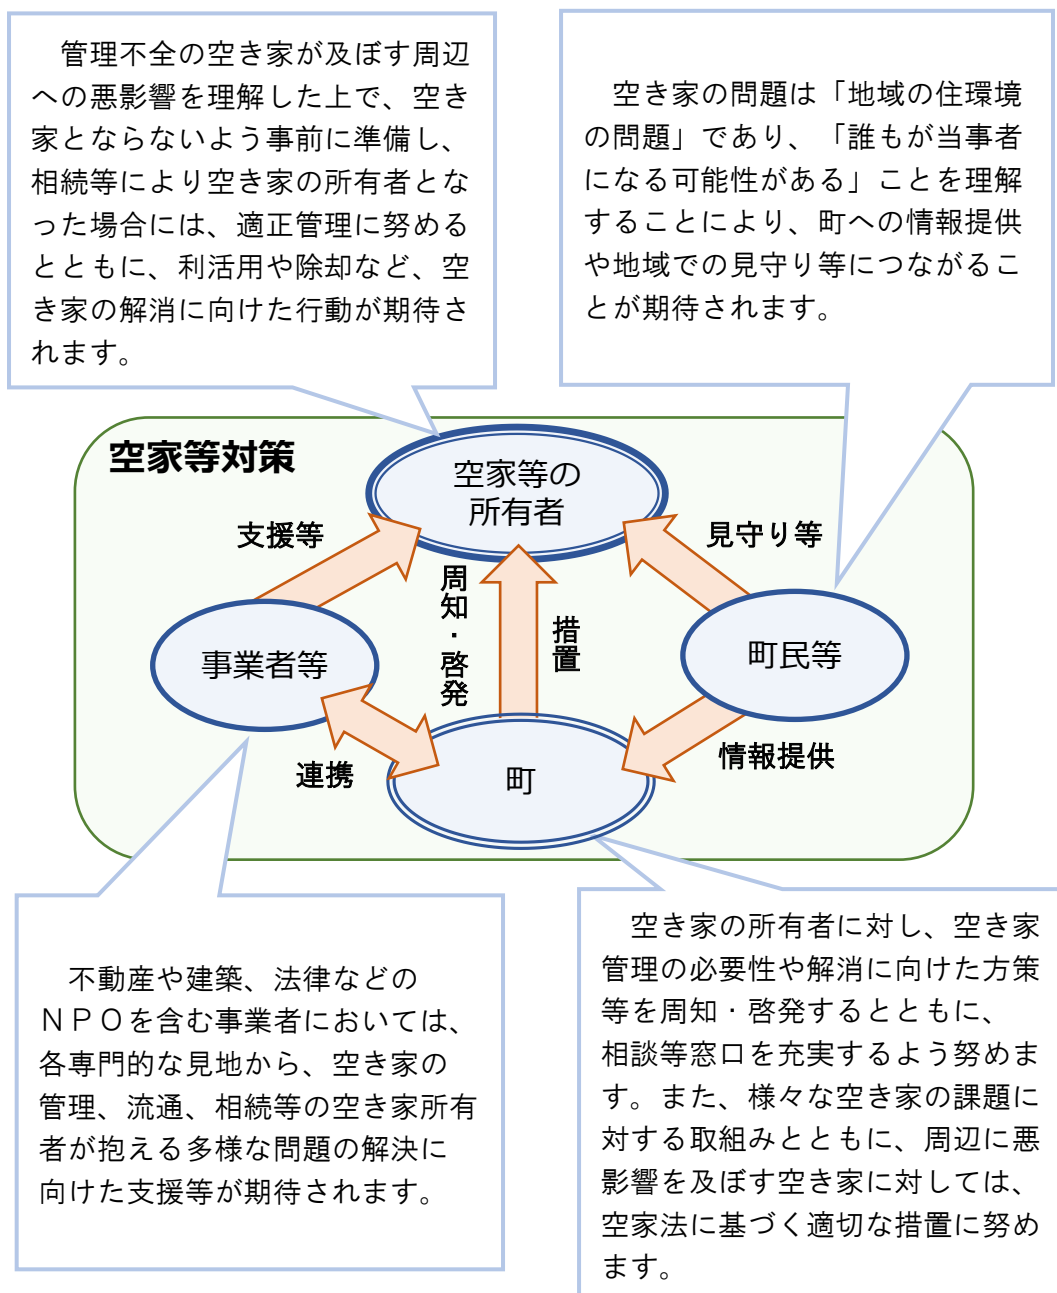 管理不全の空き家が及ぼす周辺
への悪影響を理解した上で、空き
家とならないよう事前に準備し、
相続等により空き家の所有者とな
った場合には、適正管理に努める
とともに、利活用や除却など、空
き家の解消に向けた行動が期待さ
れます。
空き家の問題は「地域の住環境
の問題」であり、「誰もが当事者
になる可能性がある」ことを理解
することにより、町への情報提供
や地域での見守り等につながるこ
とが期待されます。
空家等対策
空家等の
所有者
支援等
見守り等
周知・啓発
措置
事業者等
町民等
連携
情報提供
町
不動産や建築、法律などの
ＮＰＯを含む事業者においては、
各専門的な見地から、空き家の
管理、流通、相続等の空き家所有
者が抱える多様な問題の解決に
向けた支援等が期待されます。
空き家の所有者に対し、空き家
管理の必要性や解消に向けた方策
等を周知・啓発するとともに、
相談等窓口を充実するよう努めま
す。また、様々な空き家の課題に
対する取組みとともに、周辺に悪
影響を及ぼす空き家に対しては、
空家法に基づく適切な措置に努め
ます。